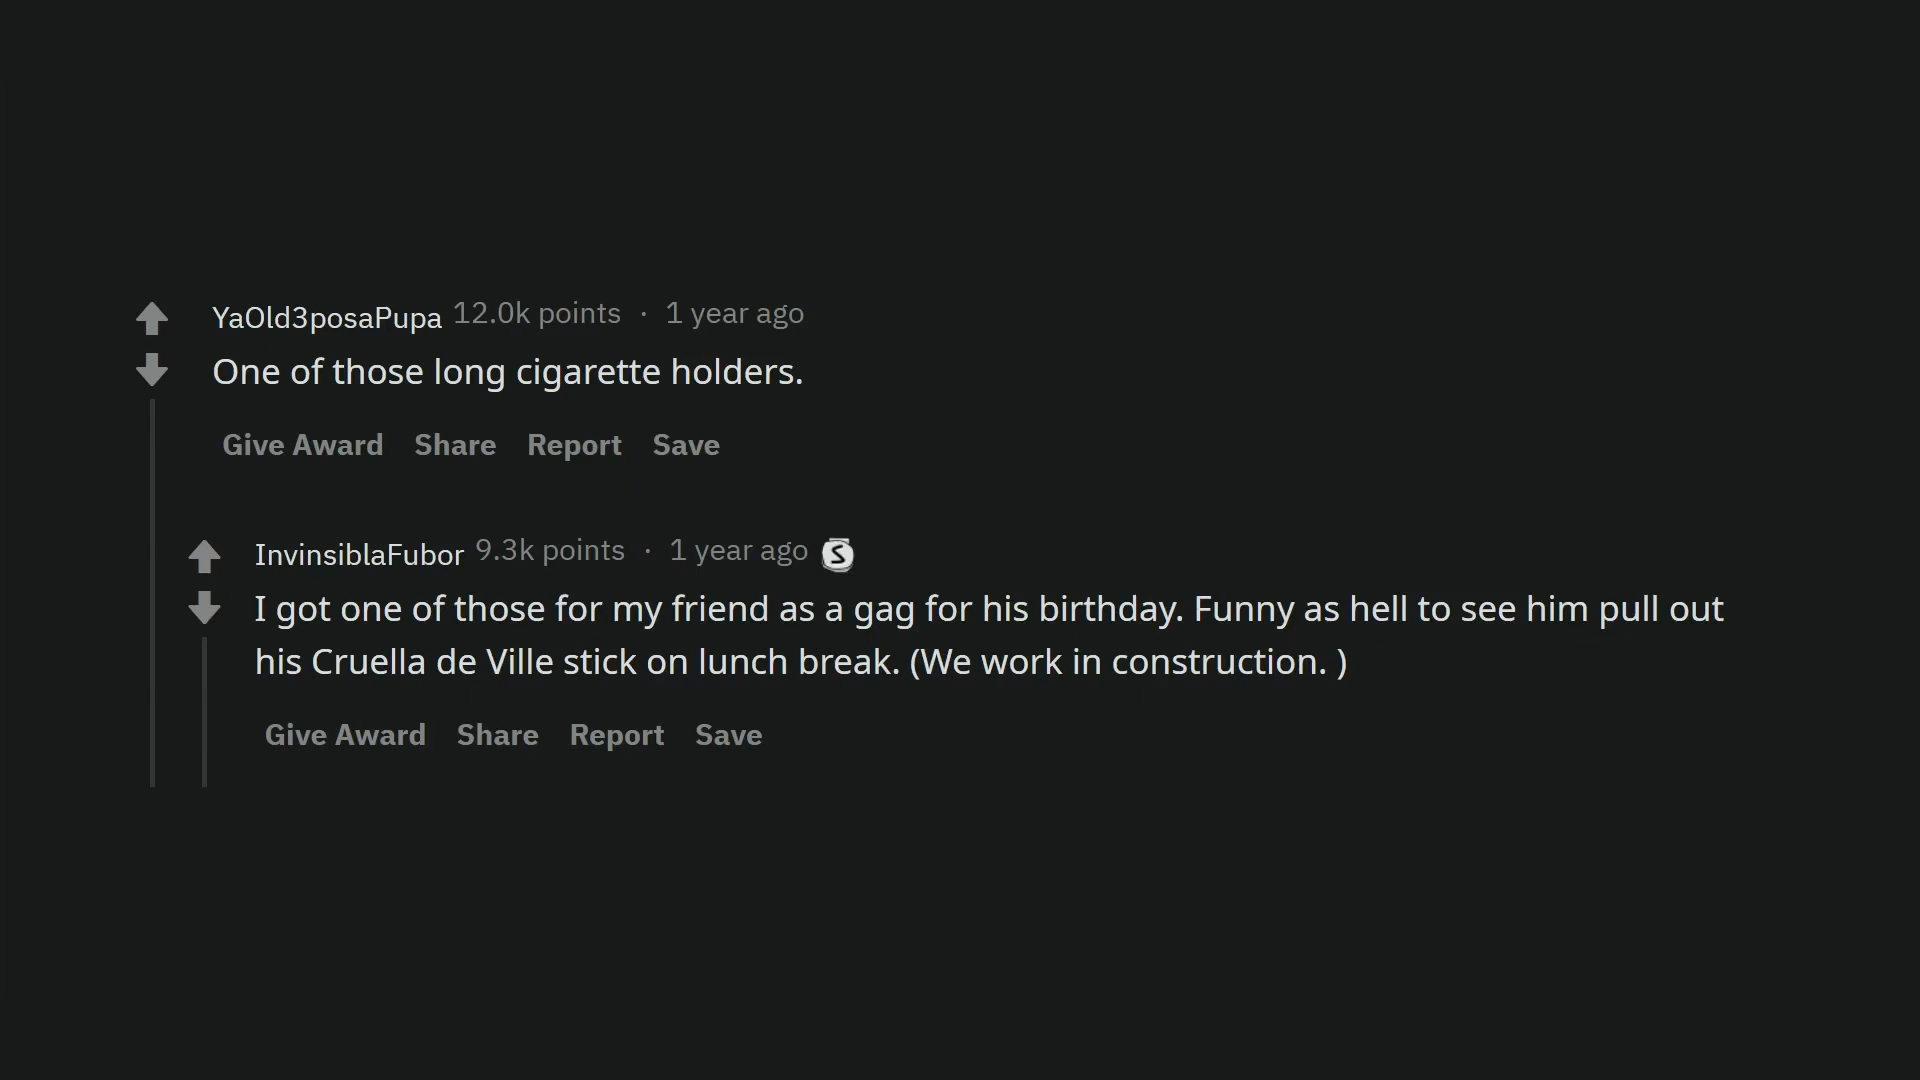 YaOld3posaPupa 12.0k points · 1 year ago
One of those long cigarette holders.
Give Award Share Report Save
InvinsiblaFubor 9.3k points · 1 year ago S
I got one of those for my friend as a gag for his birthday. Funny as hell to see him pull out
his Cruella de Ville stick on lunch break. (We work in construction. )
Give Award Share Report Save